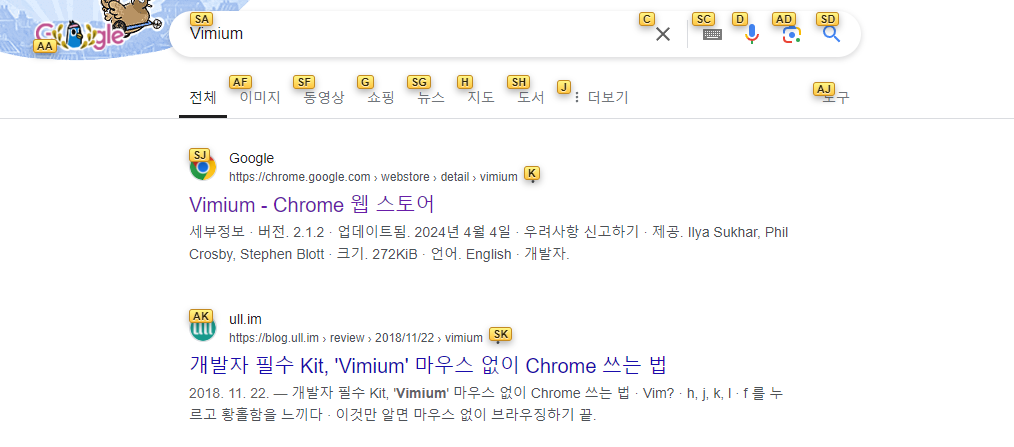 Google
AA
SA
Vimium
C
SC
D
AD
SD
전체
AF
이미지
SF
동영상
G
쇼핑
SG
뉴스
H
지도
SH
도서
J
더보기
AJ
도구
SJ
Google
https://chrome.google.com › webstore › detail › vimium
K
Vimium - Chrome 웹 스토어
세부정보 · 버전. 2.1.2 · 업데이트됨. 2024년 4월 4일 · 우려사항 신고하기 · 제공. Ilya Sukhar, Phil
Crosby, Stephen Blott · 크기. 272KiB · 언어. English · 개발자.
AK
ull
ull.im
https://blog.ull.im › review › 2018/11/22 › vimium
SK
개발자 필수 Kit, 'Vimium' 마우스 없이 Chrome 쓰는 법
2018. 11. 22. — 개발자 필수 Kit, 'Vimium' 마우스 없이 Chrome 쓰는 법 · Vim? · h, j, k, l · f 를 누
르고 황홀함을 느끼다 · 이것만 알면 마우스 없이 브라우징하기 끝.